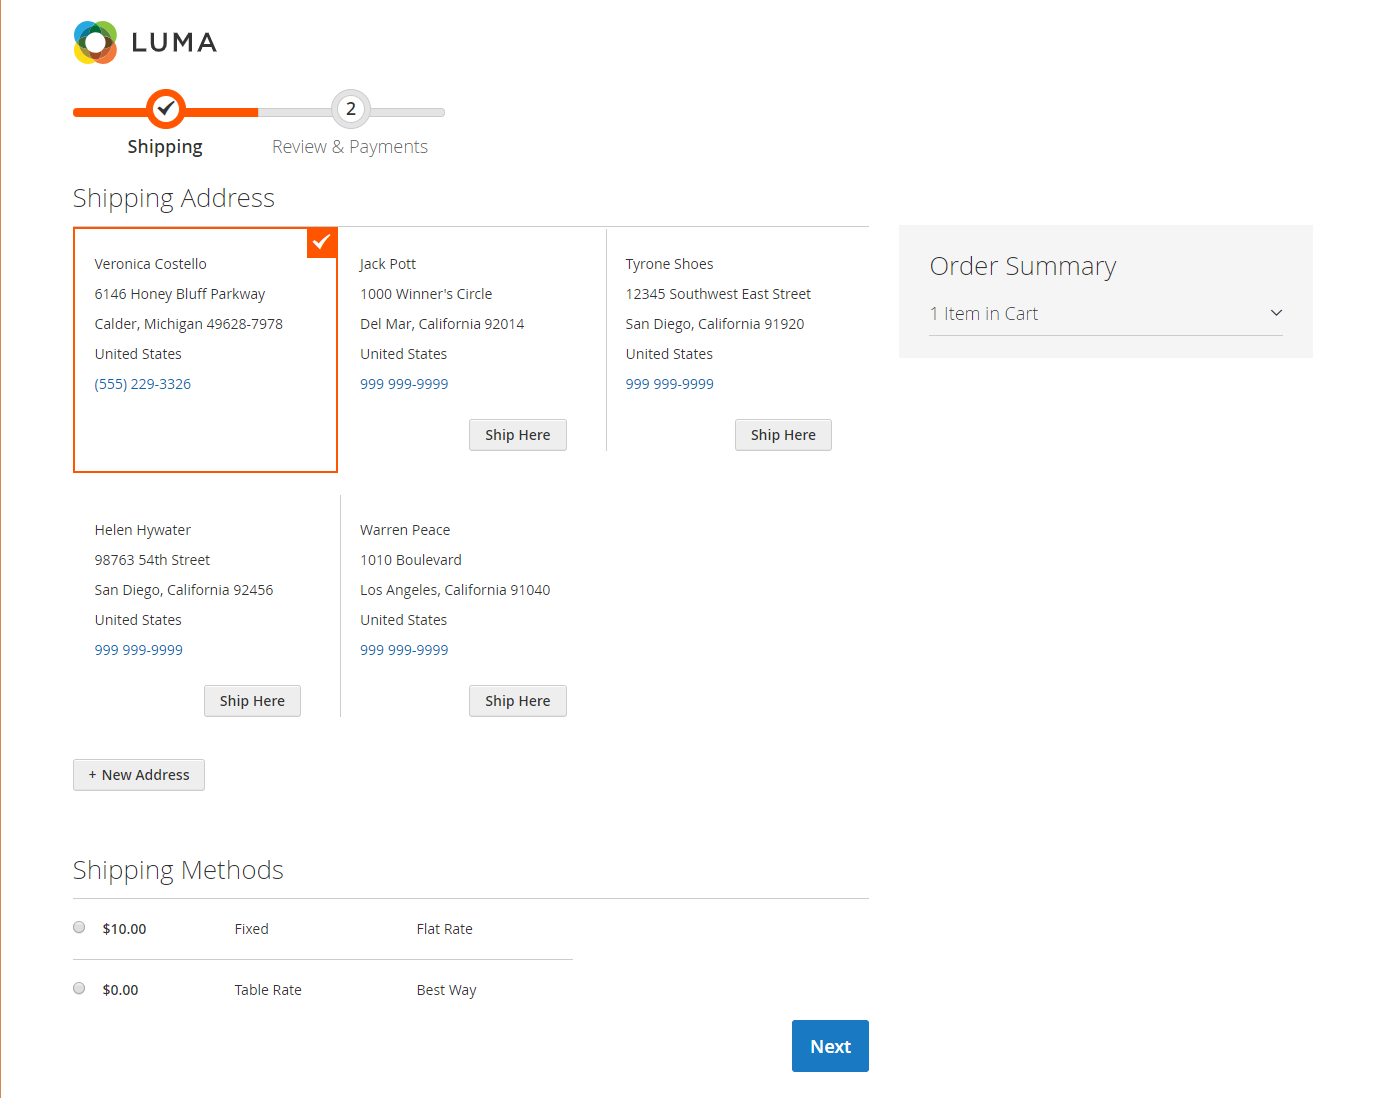 LUMA
2
Shipping
Review & Payments
Shipping Address
Veronica Costello
6146 Honey Bluff Parkway
Calder, Michigan 49628-7978
United States
(555) 229-3326
Jack Pott
1000 Winner's Circle
Del Mar, California 92014
United States
999 999-9999
Ship Here
Tyrone Shoes
12345 Southwest East Street
San Diego, California 91920
United States
999 999-9999
Ship Here
Order Summary
1 Item in Cart
Helen Hywater
98763 54th Street
San Diego, California 92456
United States
999 999-9999
Ship Here
Warren Peace
1010 Boulevard
Los Angeles, California 91040
United States
999 999-9999
Ship Here
+ New Address
Shipping Methods
$10.00 Fixed Flat Rate
$0.00 Table Rate Best Way
Next